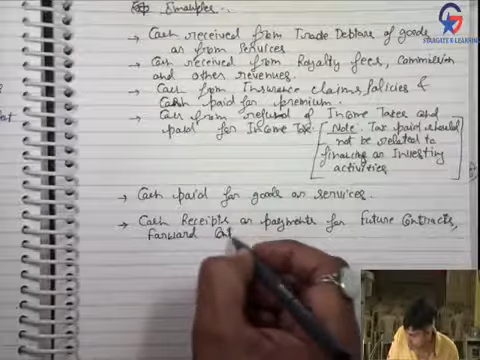 Examples..
STARGATE E-LEARNING
→ Cash received from Trade Debtors of goods
or from services
→ Cash received from Royalty fees, commission
and other revenues.
→ Cash from Insurance claims, policies &
Cash paid for premium.
→ Cash from refund of Income Taxes and
paid for Income Tax. [Note. Tax paid should
not be related to
financing or Investing
activities]
→ Cash paid for goods or services.
→ Cash Receipts or payments for Future Contracts,
Forward